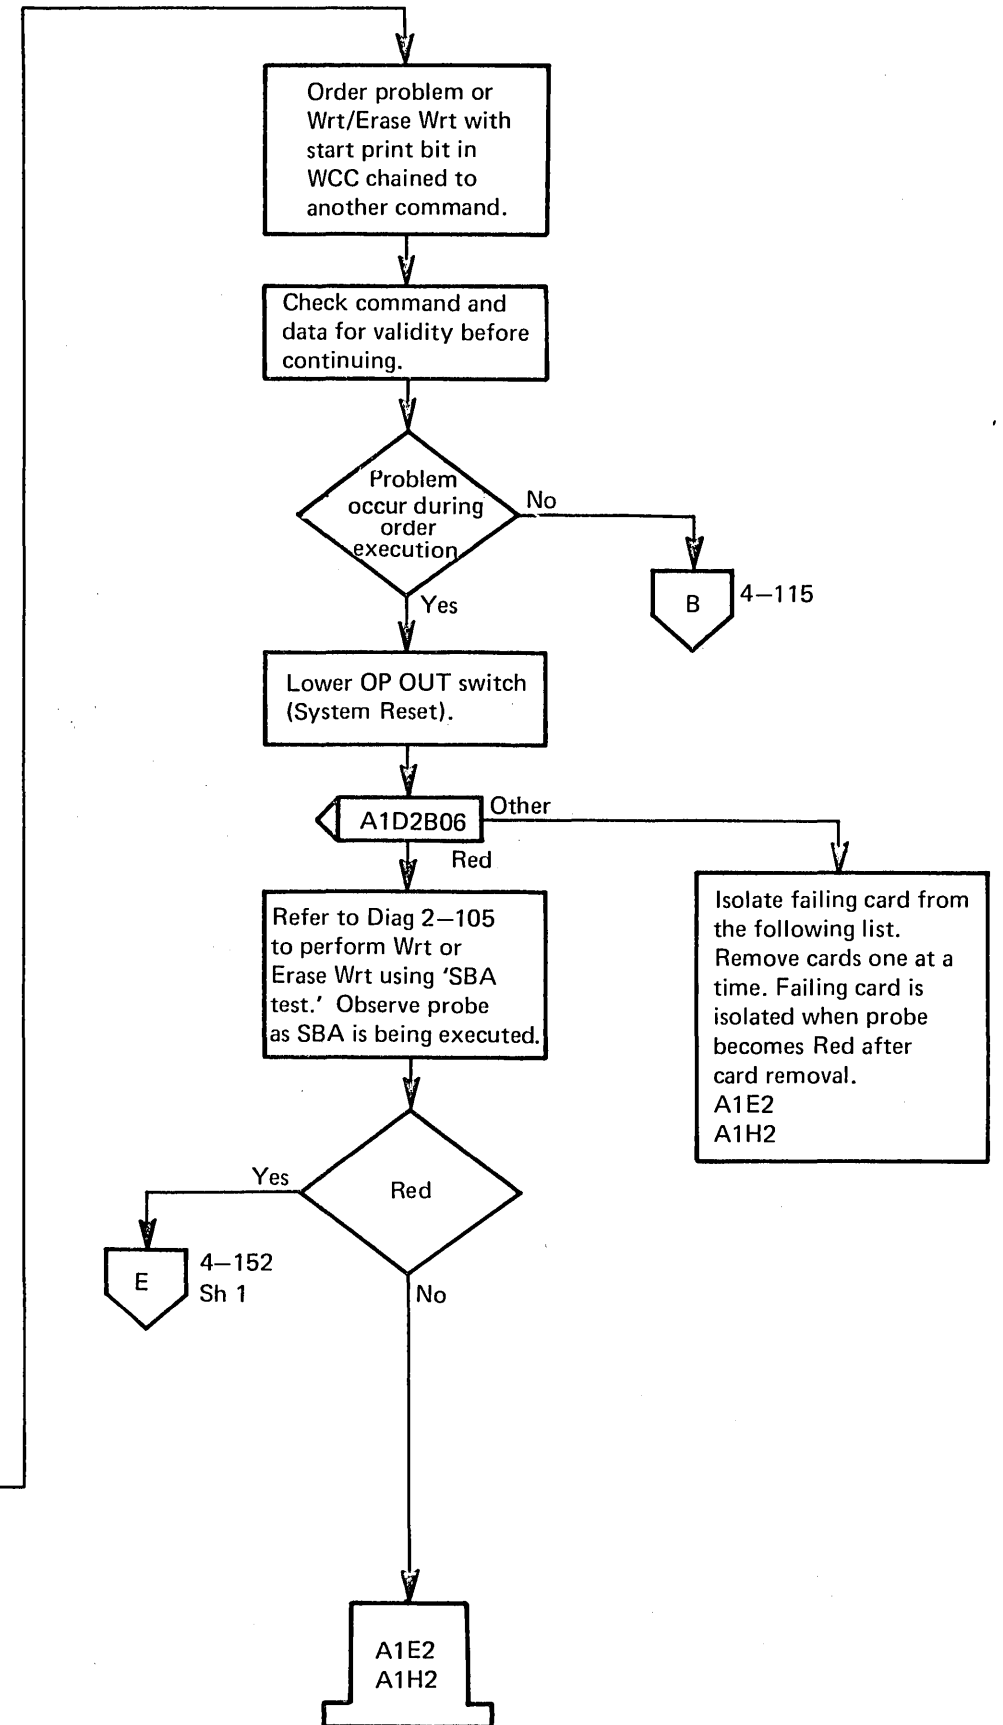 Order problem or
Wrt/Erase Wrt with
start print bit in
WCC chained to
another command.
Check command and
data for validity before
continuing.
Problem
occur during
order
execution
No
B
4—115
Yes
Lower OP OUT switch
(System Reset).
A1D2B06
Other
Red
Refer to Diag 2—105
to perform Wrt or
Erase Wrt using ‘SBA
test.’ Observe probe
as SBA is being executed.
Isolate failing card from
the following list.
Remove cards one at a
time. Failing card is
isolated when probe
becomes Red after
card removal.
A1E2
A1H2
Red
Yes
E
4—152
Sh 1
No
A1E2
A1H2